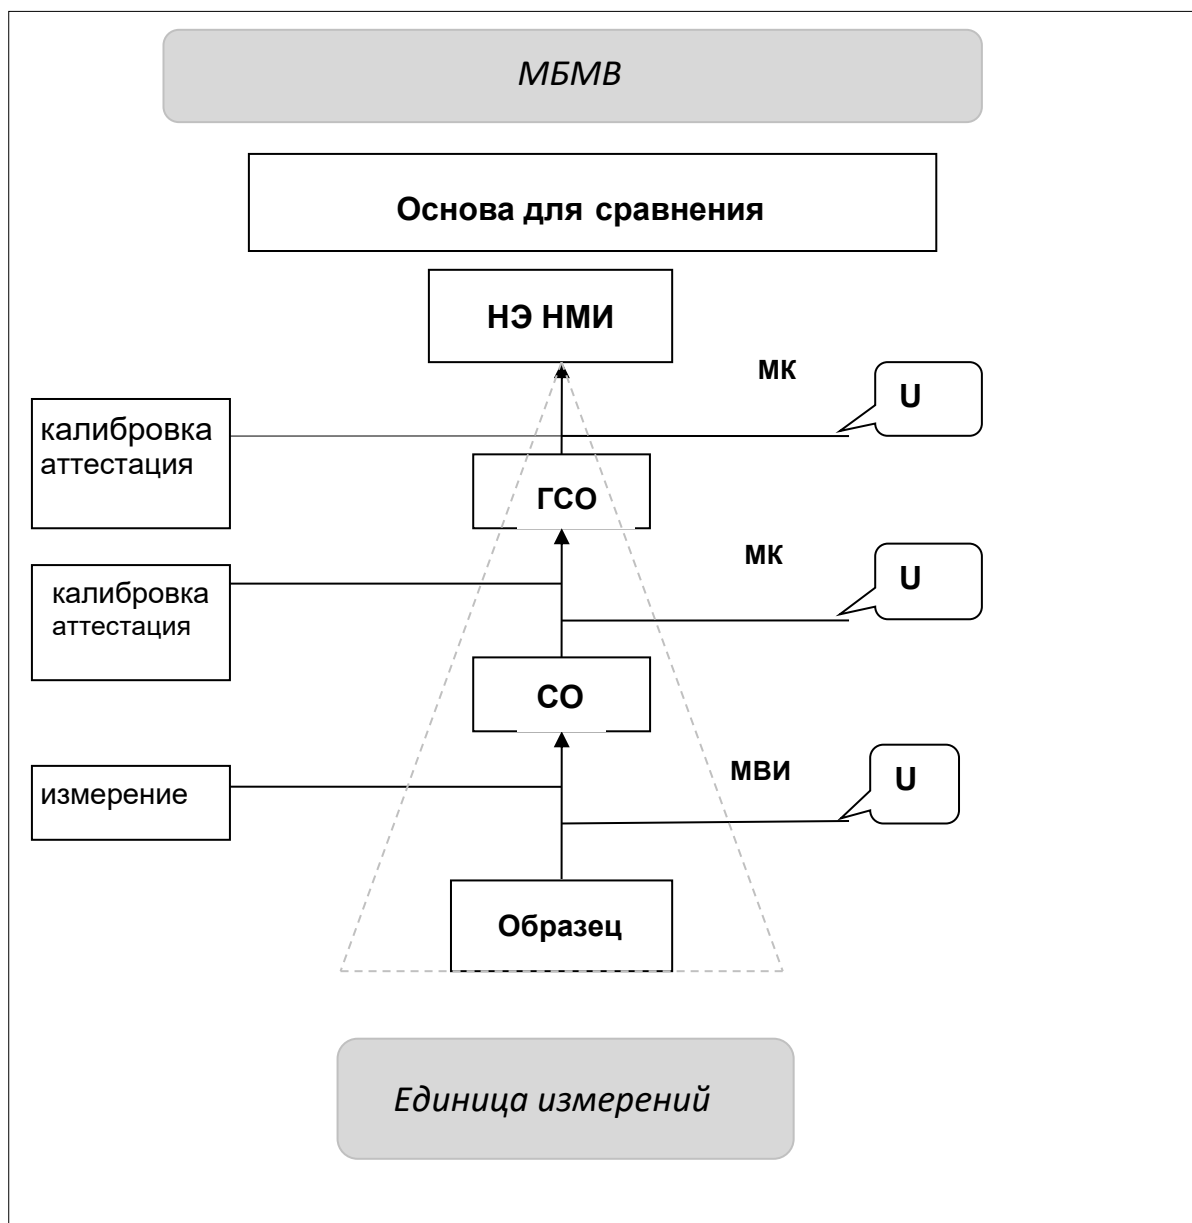 МБМВ
Основа для сравнения
НЭ НМИ
МК
U
калибровка
аттестация
ГСО
МК
U
калибровка
аттестация
СО
МВИ
U
измерение
Образец
Единица измерений